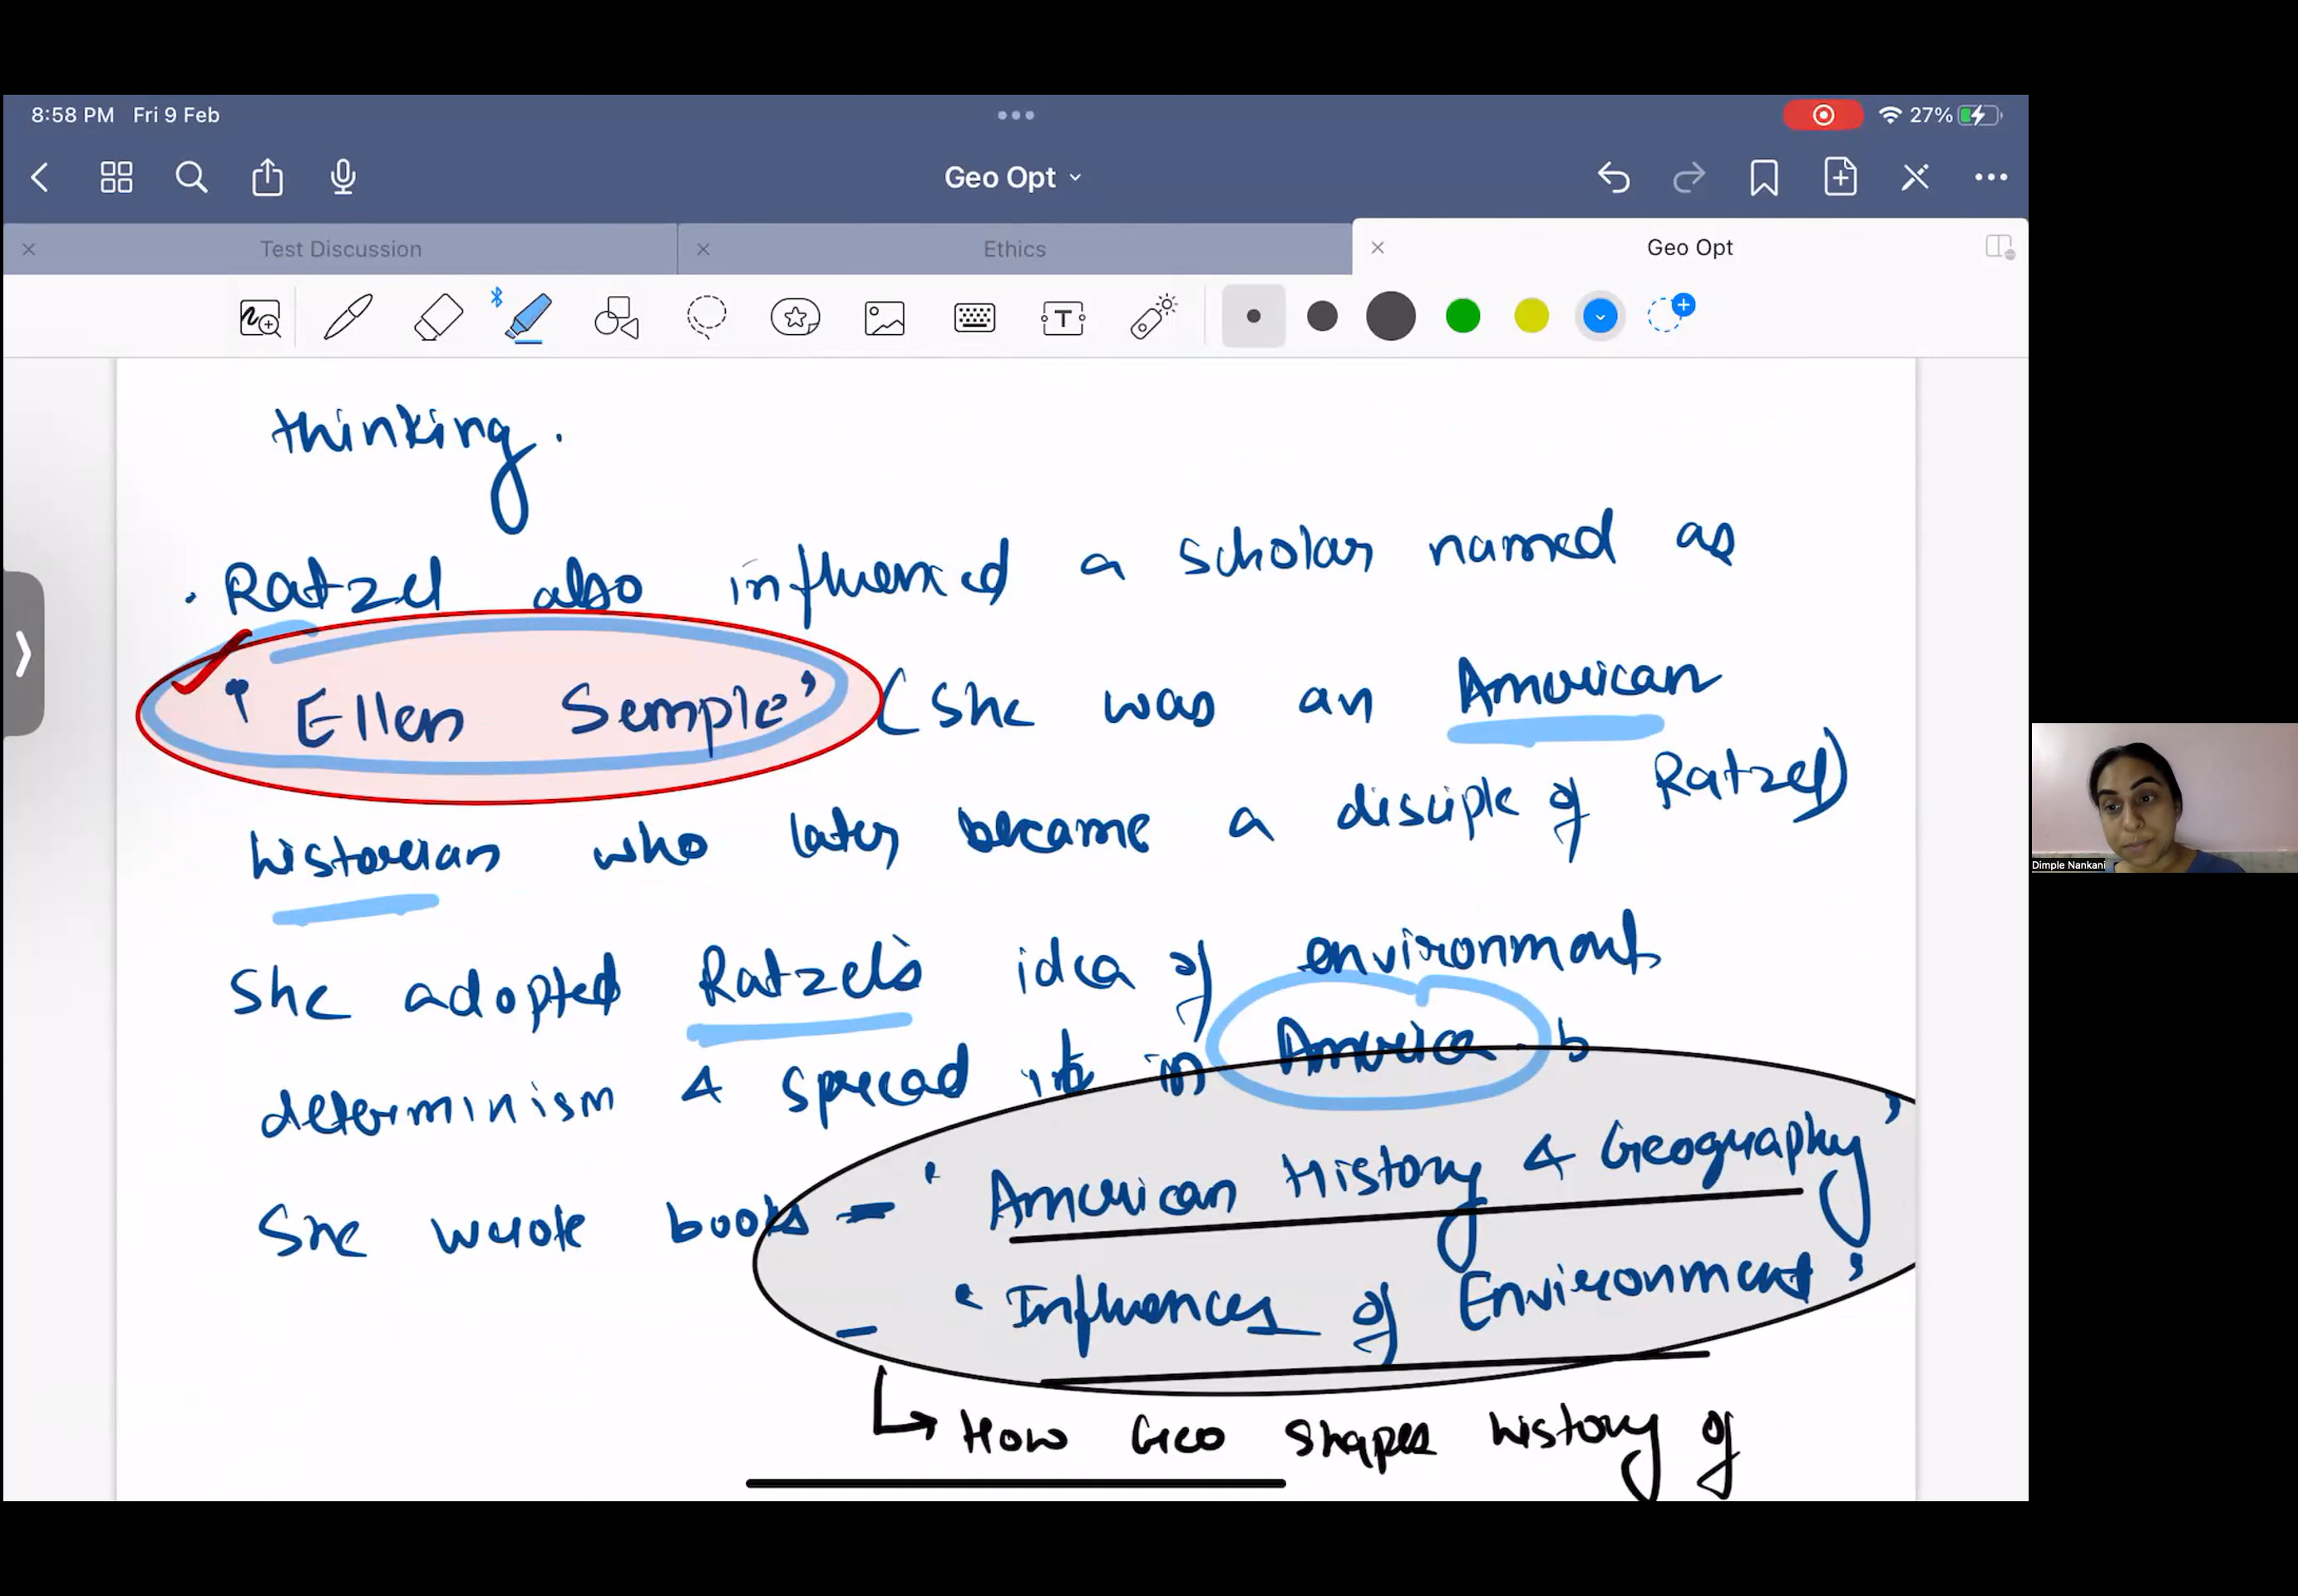 8:58 PM Fri 9 Feb
27%
Geo Opt
Test Discussion
Ethics
Geo Opt
T
thinking.
. Ratzel also influenced a scholar named as
' Ellen Semple' (She was an American
historian who later became a disciple of Ratzel)
She adopted Ratzel's idea of environment
determinism & spread it in America.
She wrote books - ' American History & Geography'
- ' Influences of Environment'
↳ How Geo shapes history of
Dimple Nankani